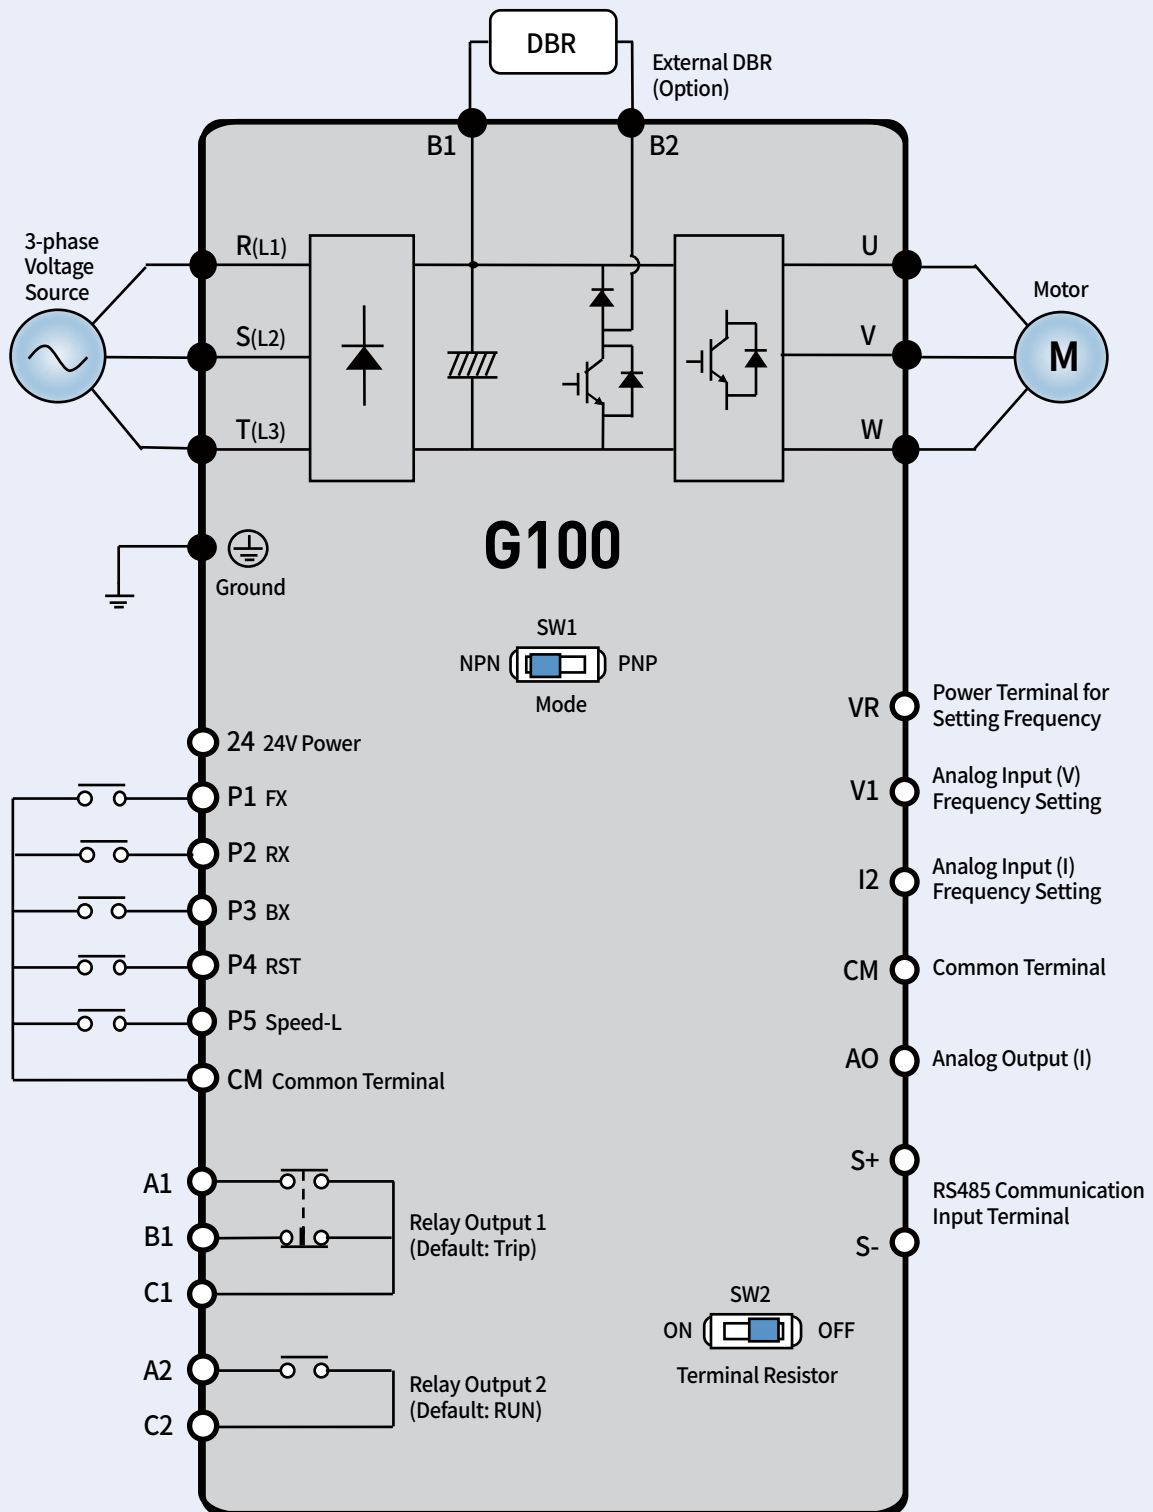 DBR
External DBR
(Option)
B1
B2
3-phase
Voltage
Source
R(L1)
S(L2)
T(L3)
U
V
W
Motor
M
Ground
G100
SW1
NPN
PNP
Mode
24 24V Power
P1 FX
P2 RX
P3 BX
P4 RST
P5 Speed-L
CM Common Terminal
VR
Power Terminal for
Setting Frequency
V1
Analog Input (V)
Frequency Setting
I2
Analog Input (I)
Frequency Setting
CM
Common Terminal
AO
Analog Output (I)
S+
S-
RS485 Communication
Input Terminal
A1
B1
C1
Relay Output 1
(Default: Trip)
A2
C2
Relay Output 2
(Default: RUN)
SW2
ON
OFF
Terminal Resistor